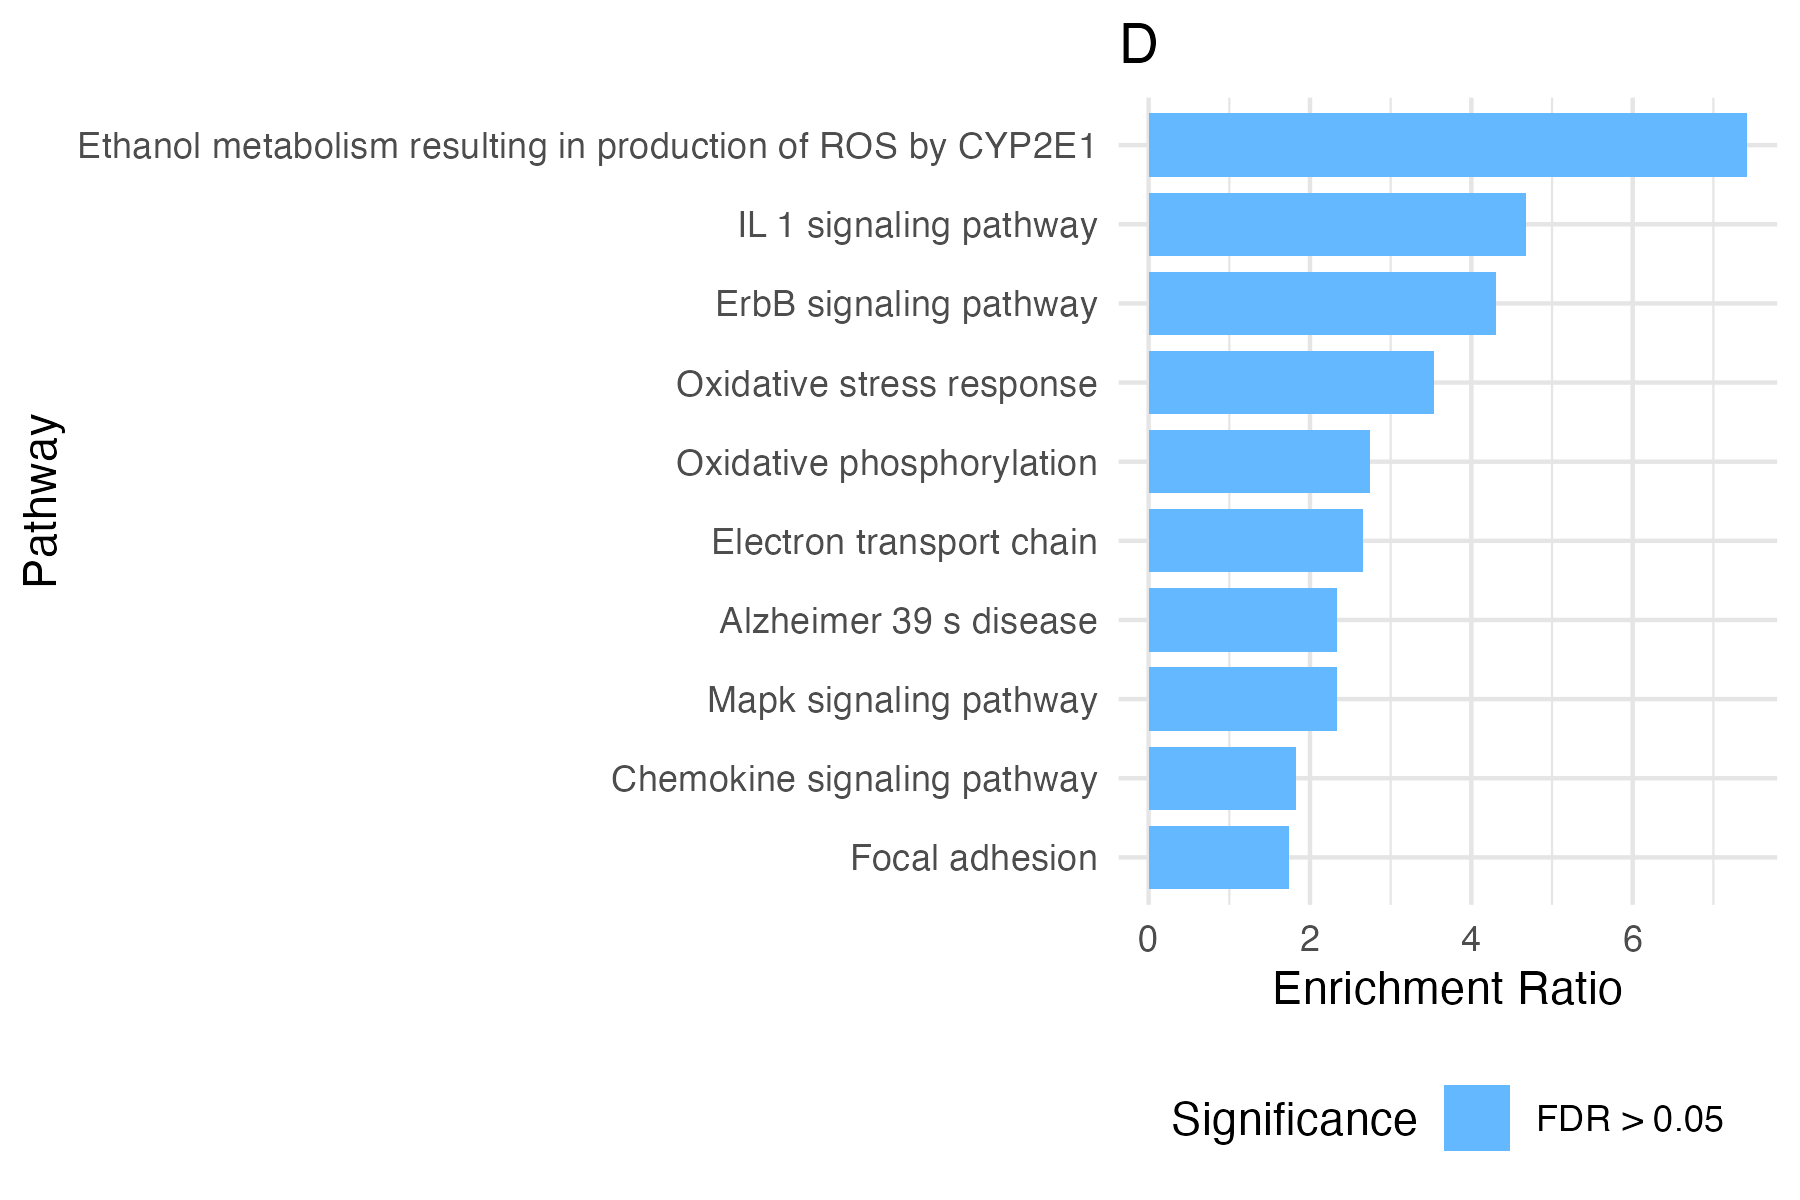 D
Pathway
Ethanol metabolism resulting in production of ROS by CYP2E1
IL 1 signaling pathway
ErbB signaling pathway
Oxidative stress response
Oxidative phosphorylation
Electron transport chain
Alzheimer 39 s disease
Mapk signaling pathway
Chemokine signaling pathway
Focal adhesion
0 2 4 6
Enrichment Ratio
Significance FDR > 0.05